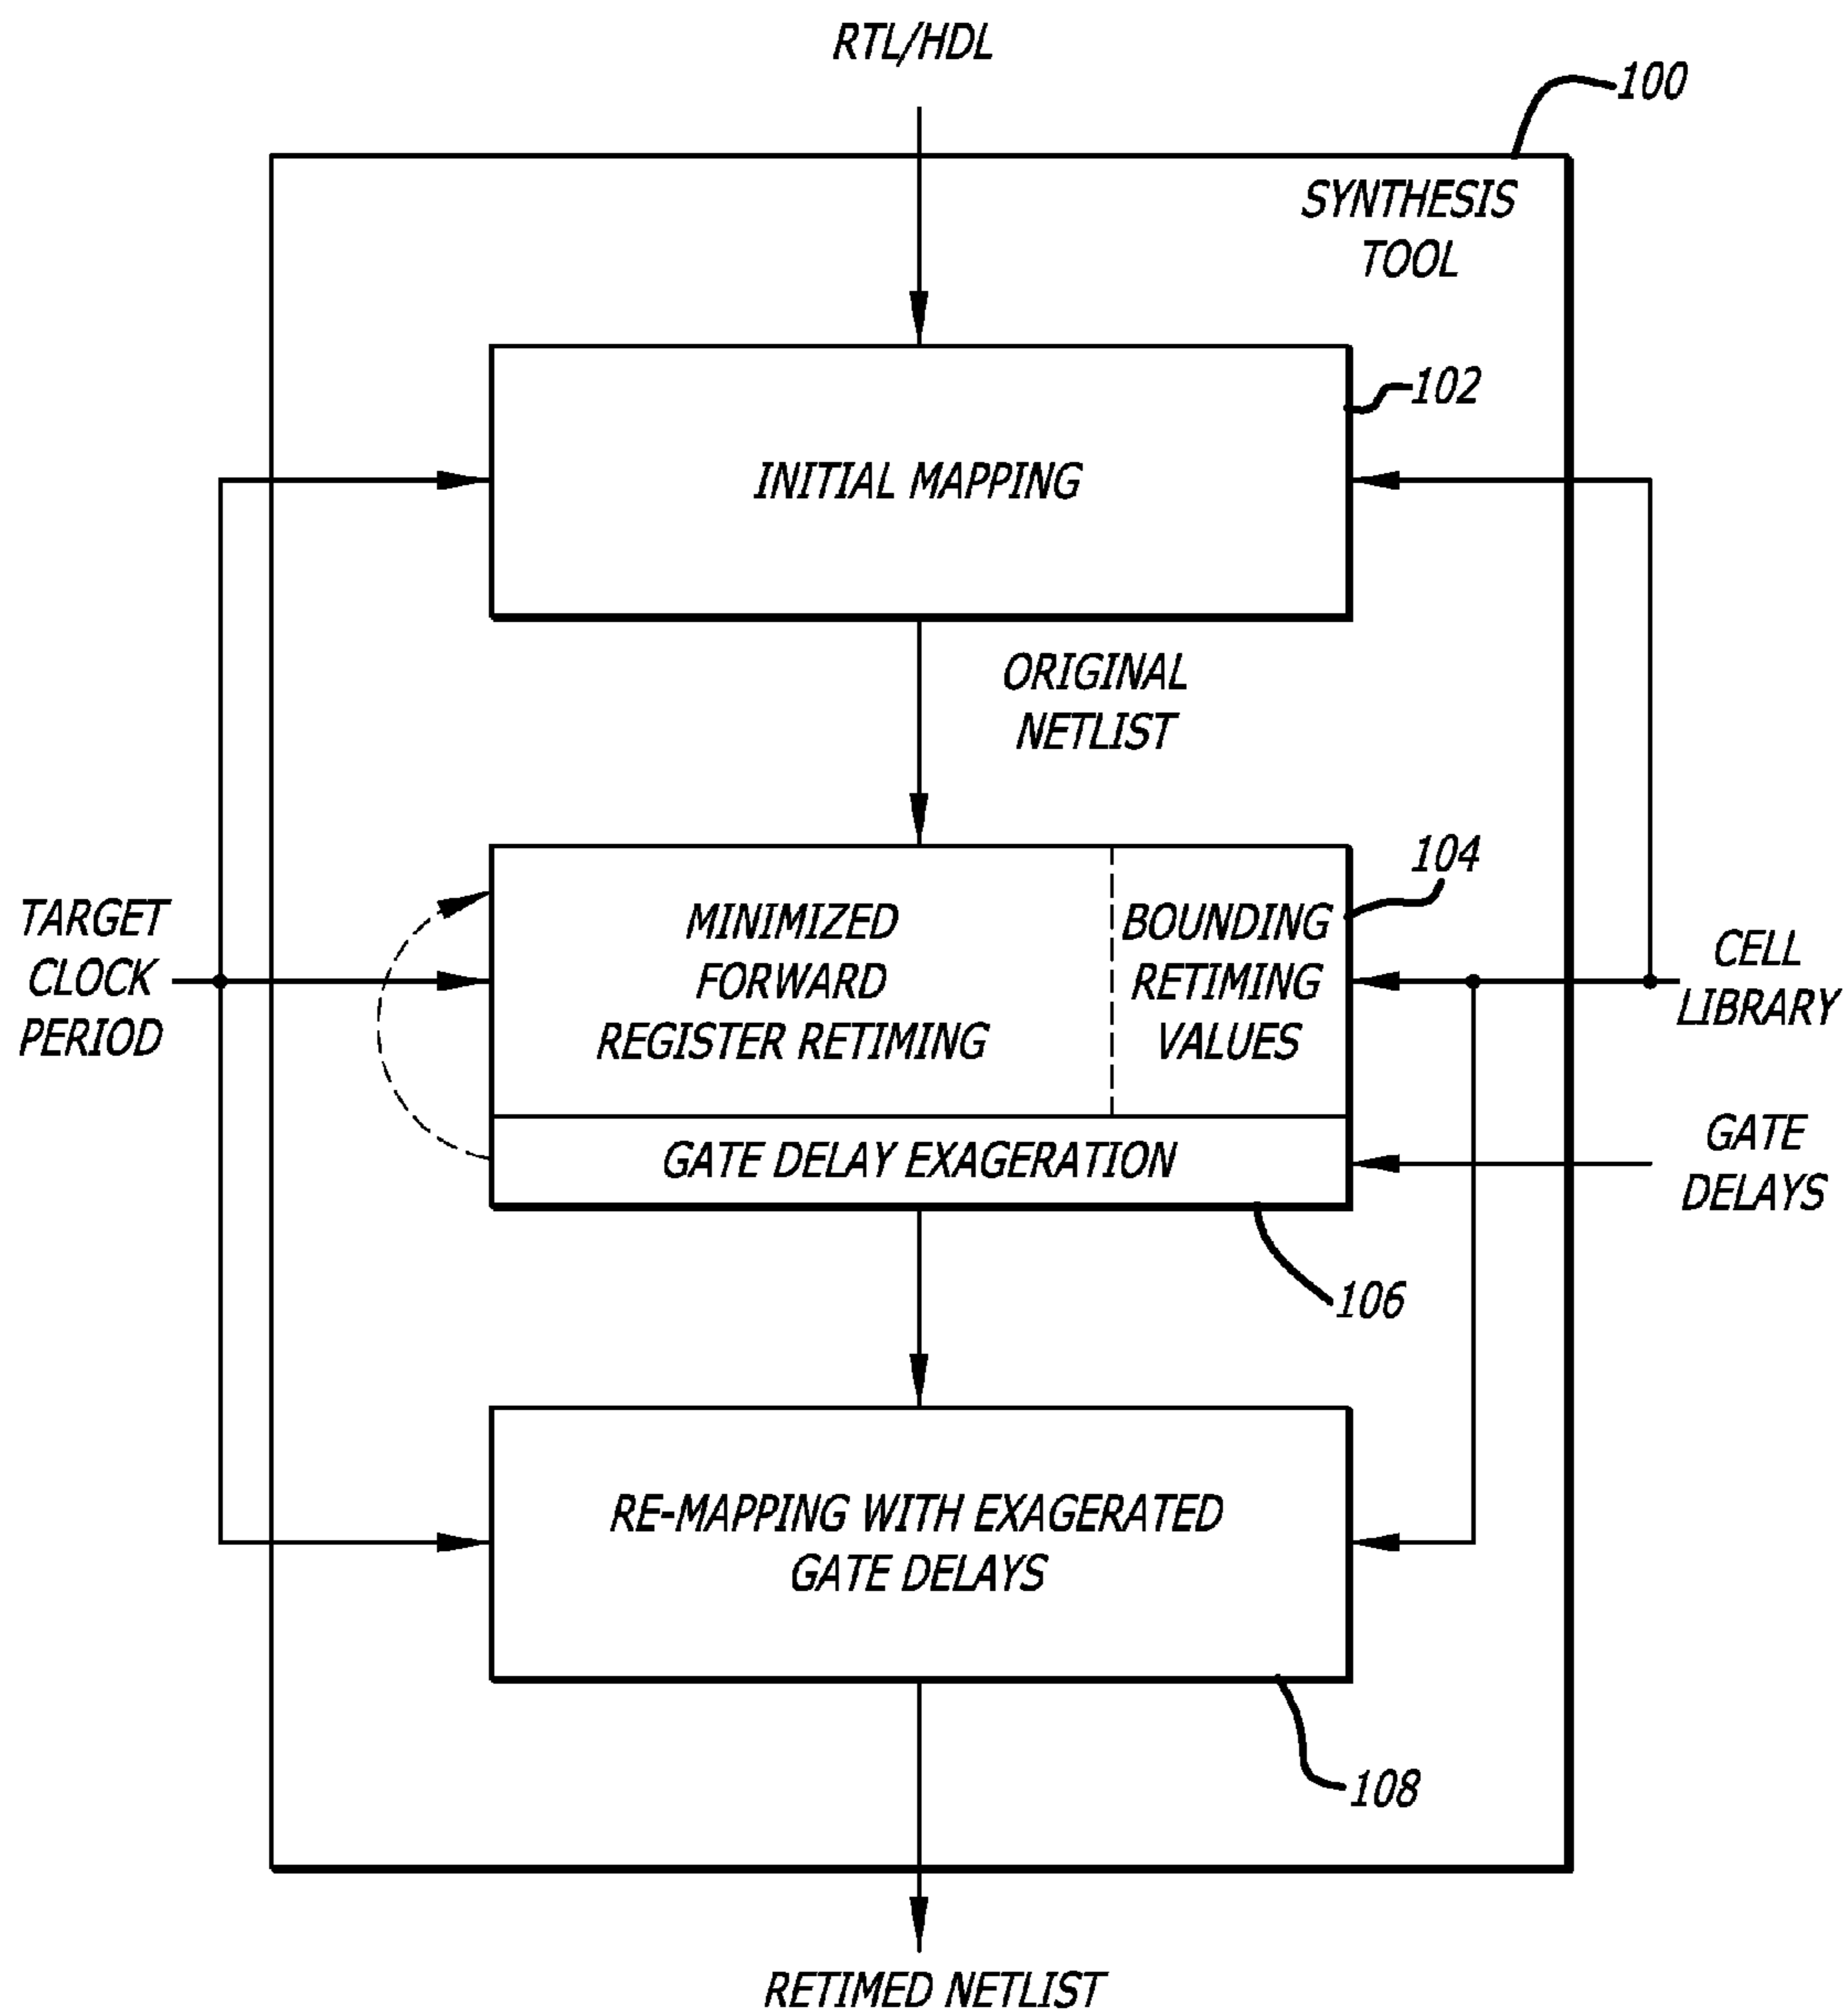 RTL/HDL
100
SYNTHESIS
TOOL
102
INITIAL MAPPING
ORIGINAL
NETLIST
104
TARGET
CLOCK
PERIOD
MINIMIZED
FORWARD
REGISTER RETIMING
BOUNDING
RETIMING
VALUES
CELL
LIBRARY
GATE DELAY EXAGERATION
GATE
DELAYS
106
RE-MAPPING WITH EXAGERATED
GATE DELAYS
108
RETIMED NETLIST